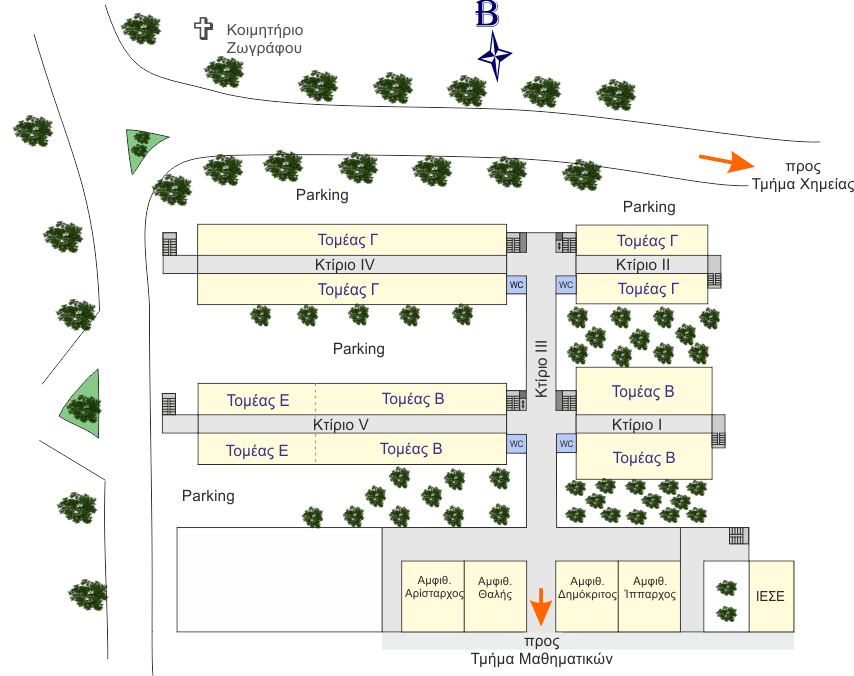 Β
Κοιμητήριο
Ζωγράφου
προς
Τμήμα Χημείας
Parking
Parking
Τομέας Γ
Τομέας Γ
Κτίριο IV
Κτίριο II
Τομέας Γ
WC
WC
Τομέας Γ
Parking
Κτίριο III
Τομέας Ε
Τομέας Β
Τομέας Β
Κτίριο V
Κτίριο I
Τομέας Ε
Τομέας Β
WC
WC
Τομέας Β
Parking
Αμφιθ.
Αρίσταρχος
Αμφιθ.
Θαλής
Αμφιθ.
Δημόκριτος
Αμφιθ.
Ίππαρχος
ΙΕΣΕ
προς
Τμήμα Μαθηματικών